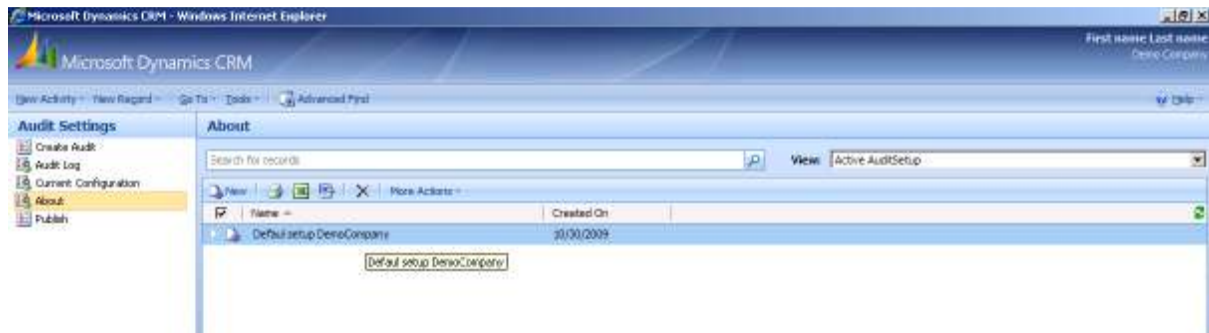 Microsoft Dynamics CRM - Windows Internet Explorer
First name Last name
Demo Company
Microsoft Dynamics CRM
New Activity New Record Go To Tools Advanced Find
Help
Audit Settings
About
Create Audit
Audit Log
Current Configuration
About
Publish
Search for records
View: Active AuditSetup
New More Actions
Name Created On
Defaul setup DemoCompany 10/30/2009
Defaul setup DemoCompany